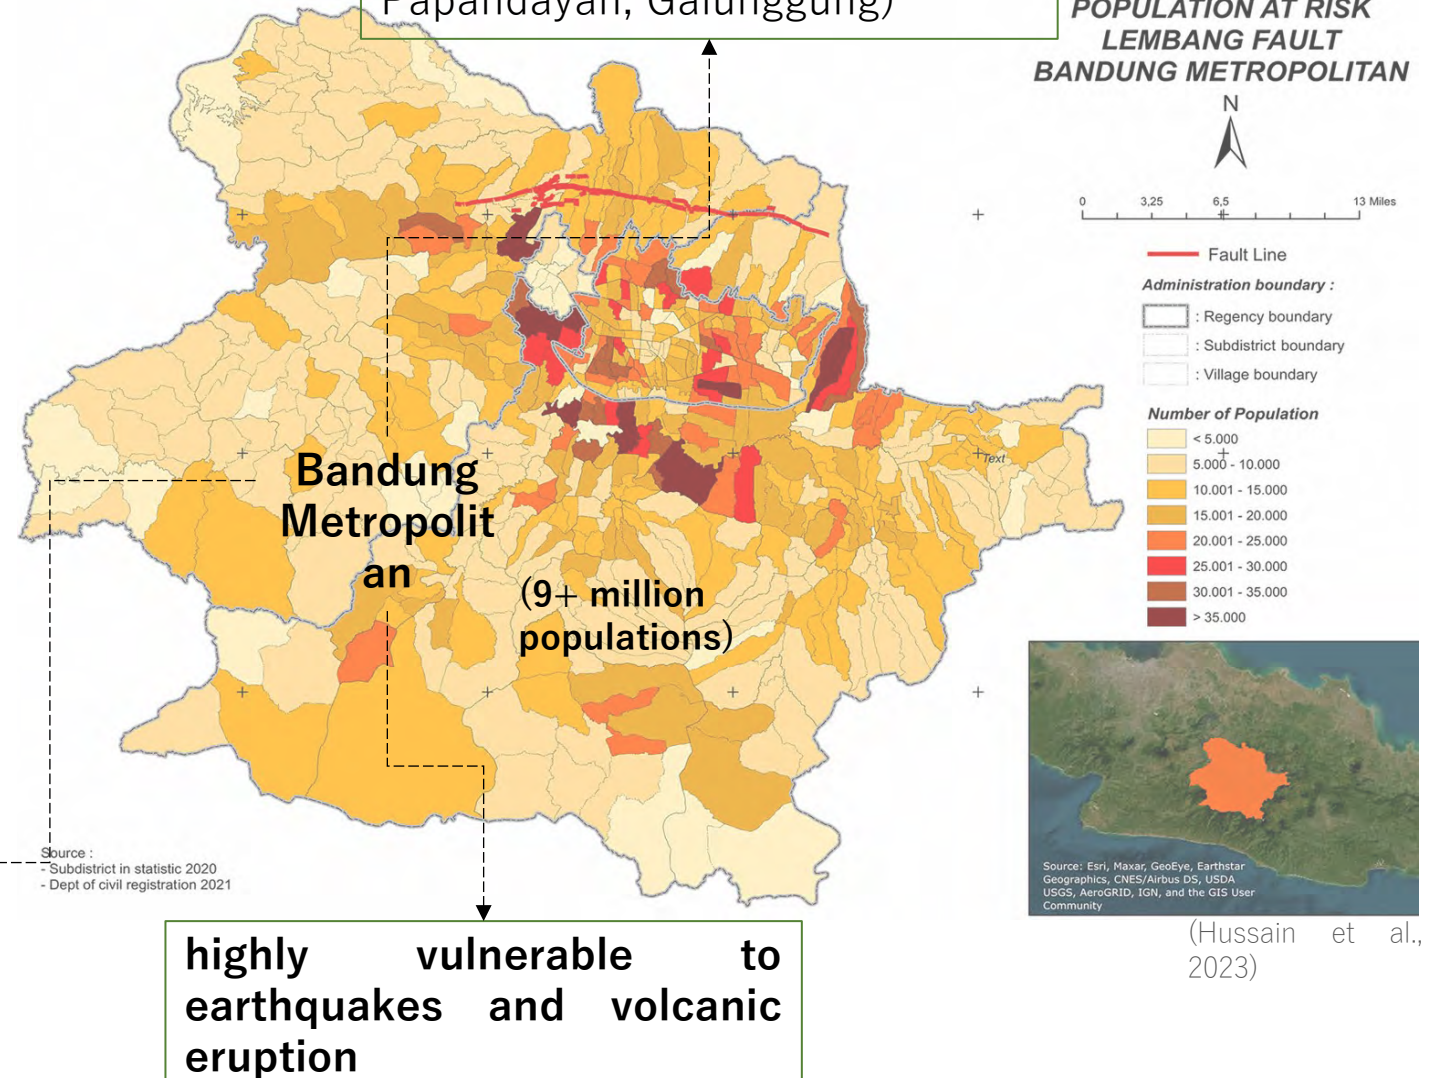 Papandayan, Galunggung)
POPULATION AT RISK
LEMBANG FAULT
BANDUNG METROPOLITAN
N
0 3,25 6,5 13 Miles
Fault Line
Administration boundary :
: Regency boundary
: Subdistrict boundary
: Village boundary
Number of Population
< 5.000
5.000 - 10.000
10.001 - 15.000
15.001 - 20.000
20.001 - 25.000
25.001 - 30.000
30.001 - 35.000
> 35.000
Text
Bandung
Metropolit
an
(9+ million
populations)
Source :
- Subdistrict in statistic 2020
- Dept of civil registration 2021
Source: Esri, Maxar, GeoEye, Earthstar
Geographics, CNES/Airbus DS, USDA
USGS, AeroGRID, IGN, and the GIS User
Community
(Hussain et al.,
2023)
highly vulnerable to
earthquakes and volcanic
eruption